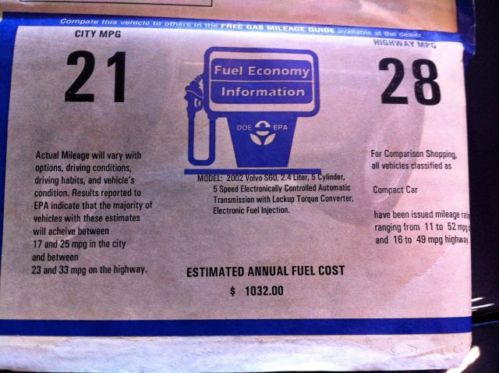 Compare this vehicle to others in the FREE GAS MILEAGE GUIDE available at the dealer.
CITY MPG
HIGHWAY MPG
21
28
Fuel Economy
Information
DOE EPA
Actual Mileage will vary with
options, driving conditions,
driving habits, and vehicle's
condition. Results reported to
EPA indicate that the majority of
vehicles with these estimates
will acheive between
17 and 25 mpg in the city
and between
23 and 33 mpg on the highway.
MODEL: 2002 Volvo S60, 2.4 Liter, 5 Cylinder,
5 Speed Electronically Controlled Automatic
Transmission with Lockup Torque Converter,
Electronic Fuel Injection.
ESTIMATED ANNUAL FUEL COST
$ 1032.00
For Comparison Shopping,
all vehicles classified as
Compact Car
have been issued mileage
ranging from 11 to 52 mpg
and 16 to 49 mpg highway